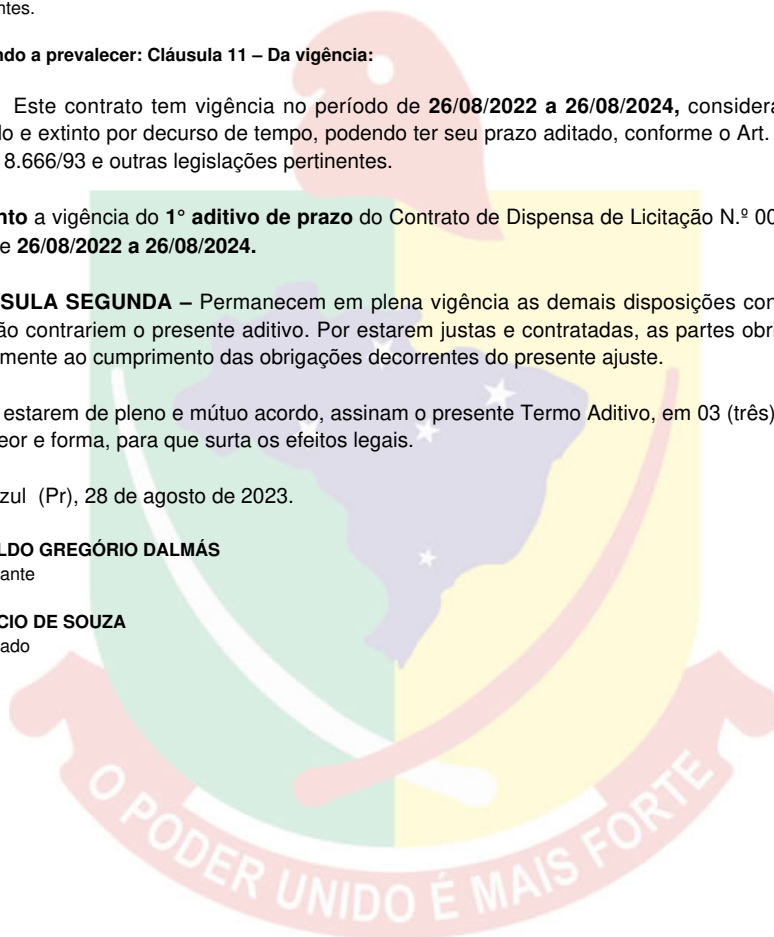 ntes.
ndo a prevalecer: Cláusula 11 – Da vigência:
Este contrato tem vigência no período de 26/08/2022 a 26/08/2024, considera
do e extinto por decurso de tempo, podendo ter seu prazo aditado, conforme o Art.
8.666/93 e outras legislações pertinentes.
nto a vigência do 1° aditivo de prazo do Contrato de Dispensa de Licitação N.º 00
e 26/08/2022 a 26/08/2024.
SULA SEGUNDA – Permanecem em plena vigência as demais disposições con
ão contrariem o presente aditivo. Por estarem justas e contratadas, as partes obri
mente ao cumprimento das obrigações decorrentes do presente ajuste.
estarem de pleno e mútuo acordo, assinam o presente Termo Aditivo, em 03 (três)
eor e forma, para que surta os efeitos legais.
zul (Pr), 28 de agosto de 2023.
LDO GREGÓRIO DALMÁS
ante
CIO DE SOUZA
ado
O PODER UNIDO É MAIS FORTE